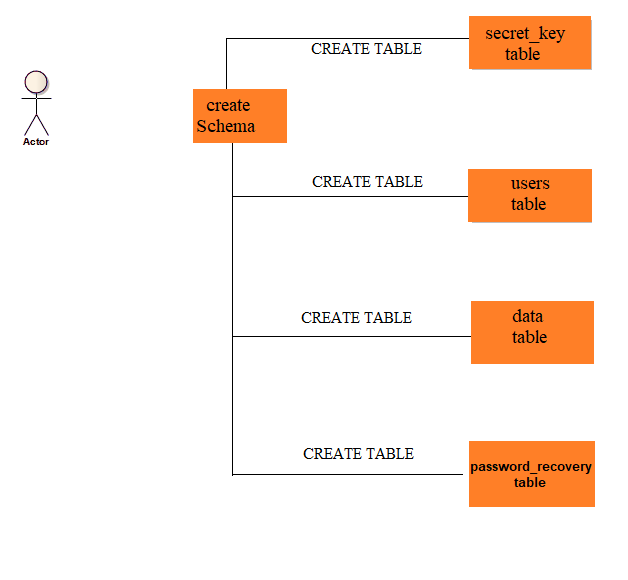 secret_key
table
CREATE TABLE
Actor
create
Schema
CREATE TABLE
users
table
CREATE TABLE
data
table
CREATE TABLE
password_recovery
table